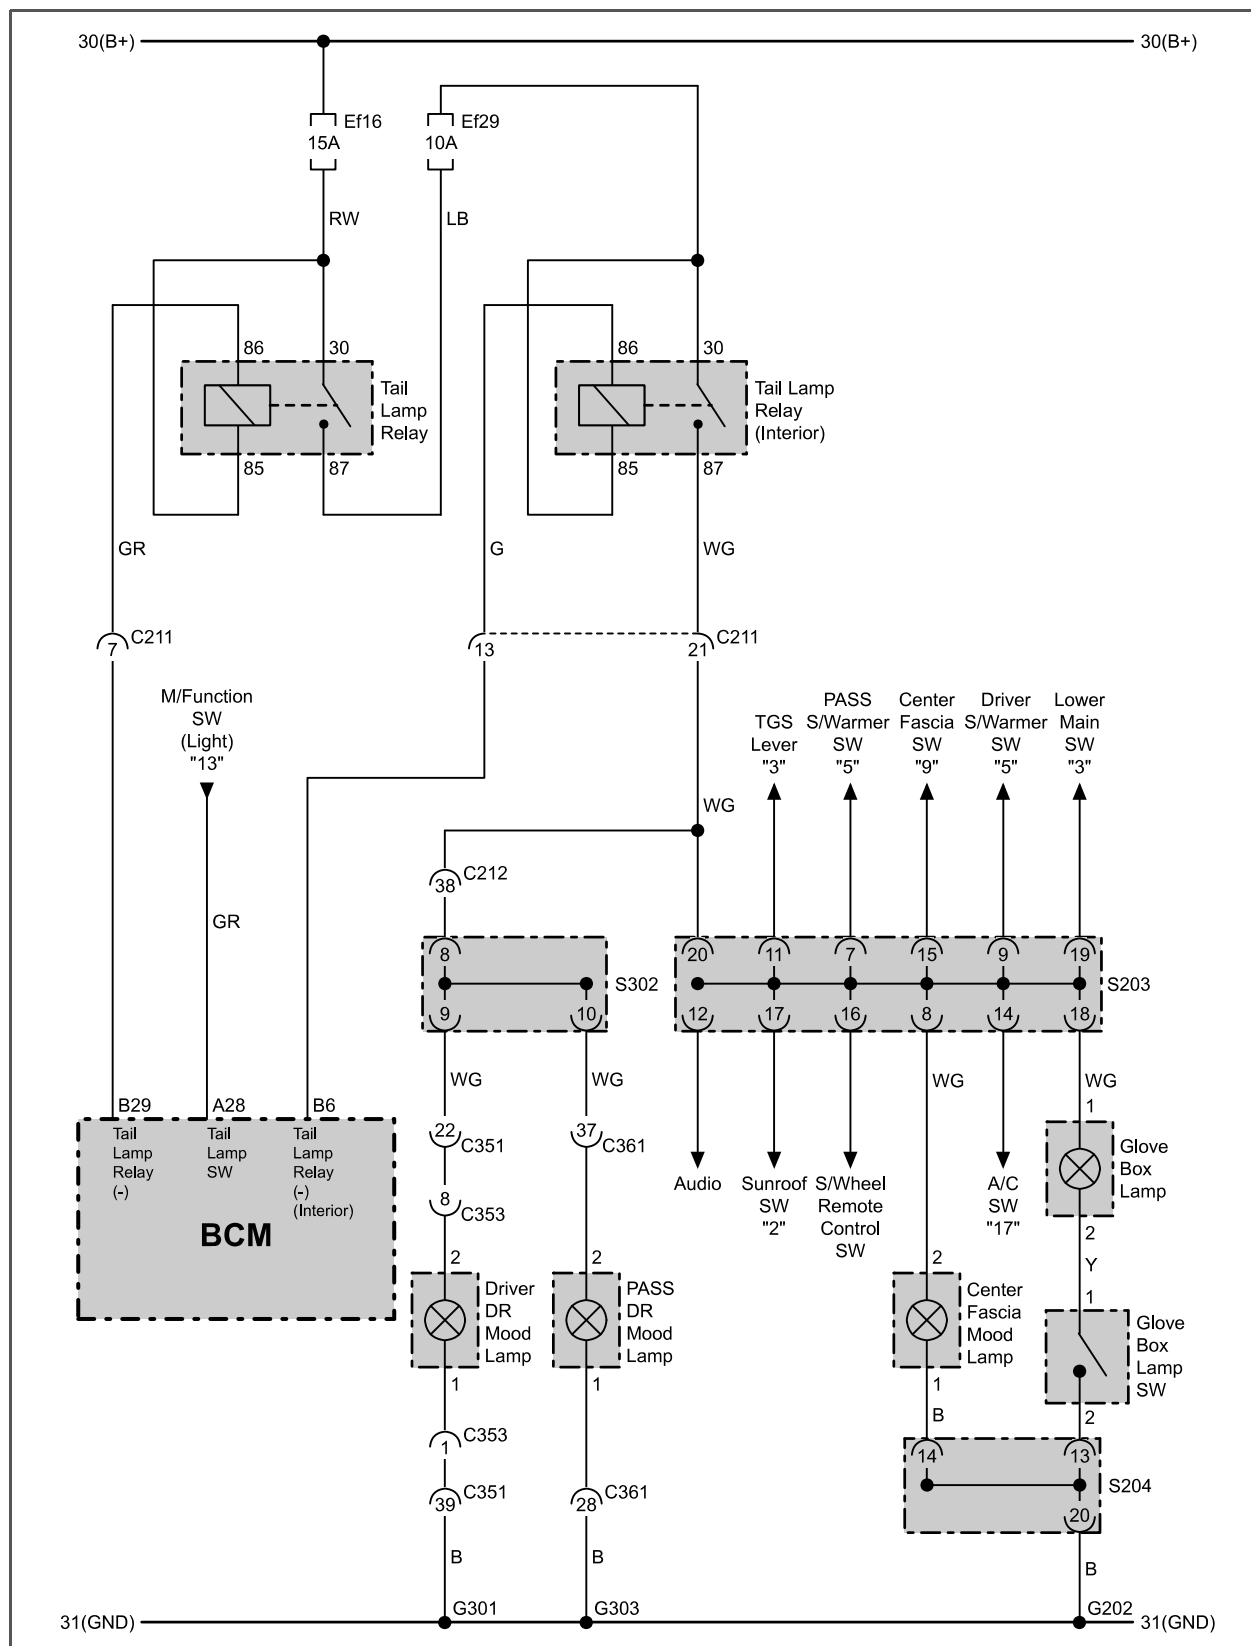 30(B+)
30(B+)
Ef16
15A
Ef29
10A
RW
LB
86
30
Tail
Lamp
Relay
85
87
86
30
Tail Lamp
Relay
(Interior)
85
87
GR
G
WG
C211
7
13
21
C211
M/Function
SW
(Light)
"13"
TGS
Lever
"3"
PASS
S/Warmer
SW
"5"
Center
Fascia
SW
"9"
Driver
S/Warmer
SW
"5"
Lower
Main
SW
"3"
WG
C212
38
GR
8
9
10
S302
20
11
7
15
9
19
12
17
16
8
14
18
S203
WG
WG
WG
WG
B29
A28
B6
Tail
Lamp
Relay
(-)
Tail
Lamp
SW
Tail
Lamp
Relay
(-)
(Interior)
BCM
22
C351
37
C361
8
C353
Audio
Sunroof
SW
"2"
S/Wheel
Remote
Control
SW
A/C
SW
"17"
1
Glove
Box
Lamp
2
Y
1
Glove
Box
Lamp
SW
2
2
Driver
DR
Mood
Lamp
1
2
PASS
DR
Mood
Lamp
1
2
Center
Fascia
Mood
Lamp
1
B
C353
1
C351
39
C361
28
14
13
20
S204
B
B
B
31(GND)
G301
G303
G202
31(GND)